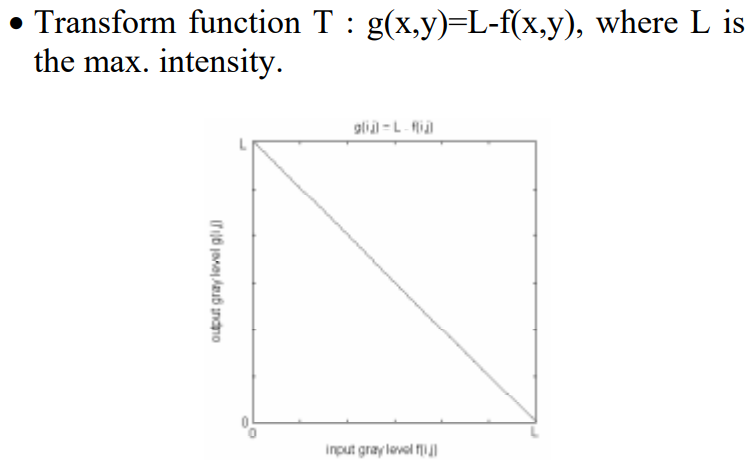 • Transform function T : g(x,y)=L-f(x,y), where L is
the max. intensity.
g(i,j) = L - f(i,j)
L
output gray level g(i,j)
0
0
L
input gray level f(i,j)